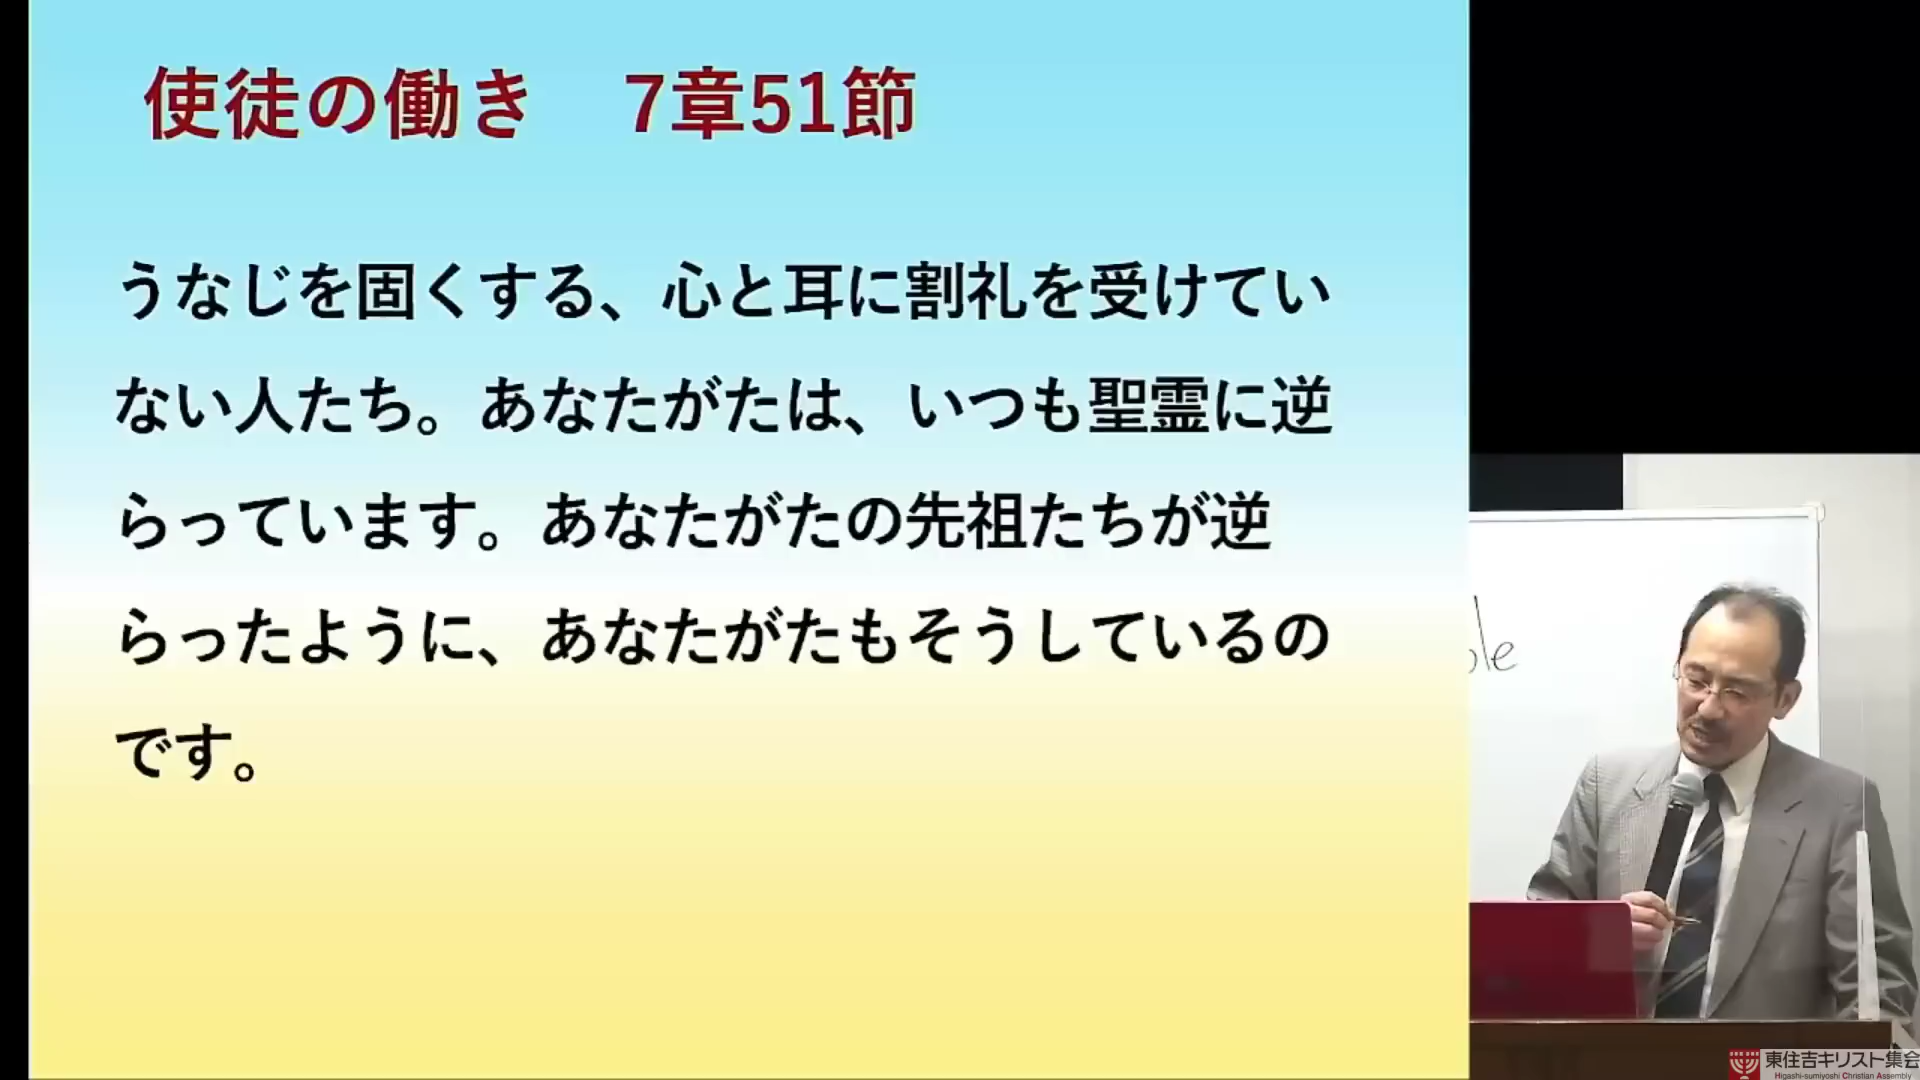 使徒の働き　7章51節
うなじを固くする、心と耳に割礼を受けてい
ない人たち。あなたがたは、いつも聖霊に逆
らっています。あなたがたの先祖たちが逆
らったように、あなたがたもそうしているの
です。
東住吉キリスト集会
Higashi-sumiyoshi Christian Assembly